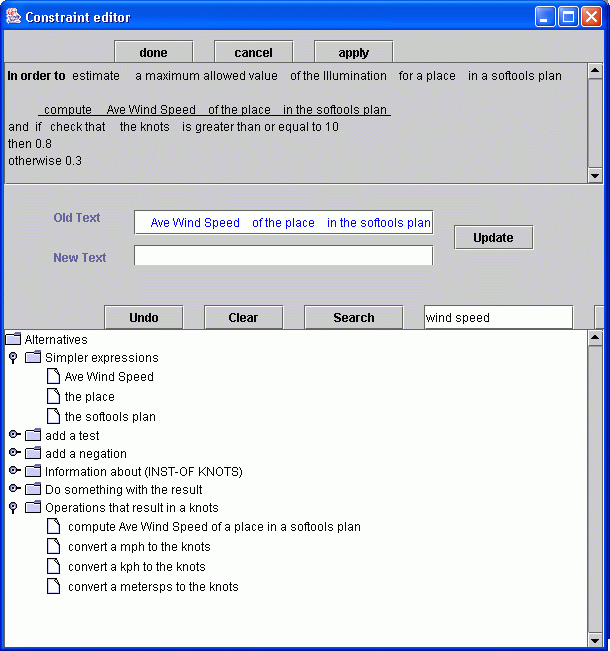 Constraint editor
done cancel apply
In order to estimate a maximum allowed value of the Illumination for a place in a softools plan
compute Ave Wind Speed of the place in the softools plan
and if check that the knots is greater than or equal to 10
then 0.8
otherwise 0.3
Old Text Ave Wind Speed of the place in the softools plan
Update
New Text
Undo Clear Search wind speed
Alternatives
Simpler expressions
Ave Wind Speed
the place
the softools plan
add a test
add a negation
Information about (INST-OF KNOTS)
Do something with the result
Operations that result in a knots
compute Ave Wind Speed of a place in a softools plan
convert a mph to the knots
convert a kph to the knots
convert a metersps to the knots